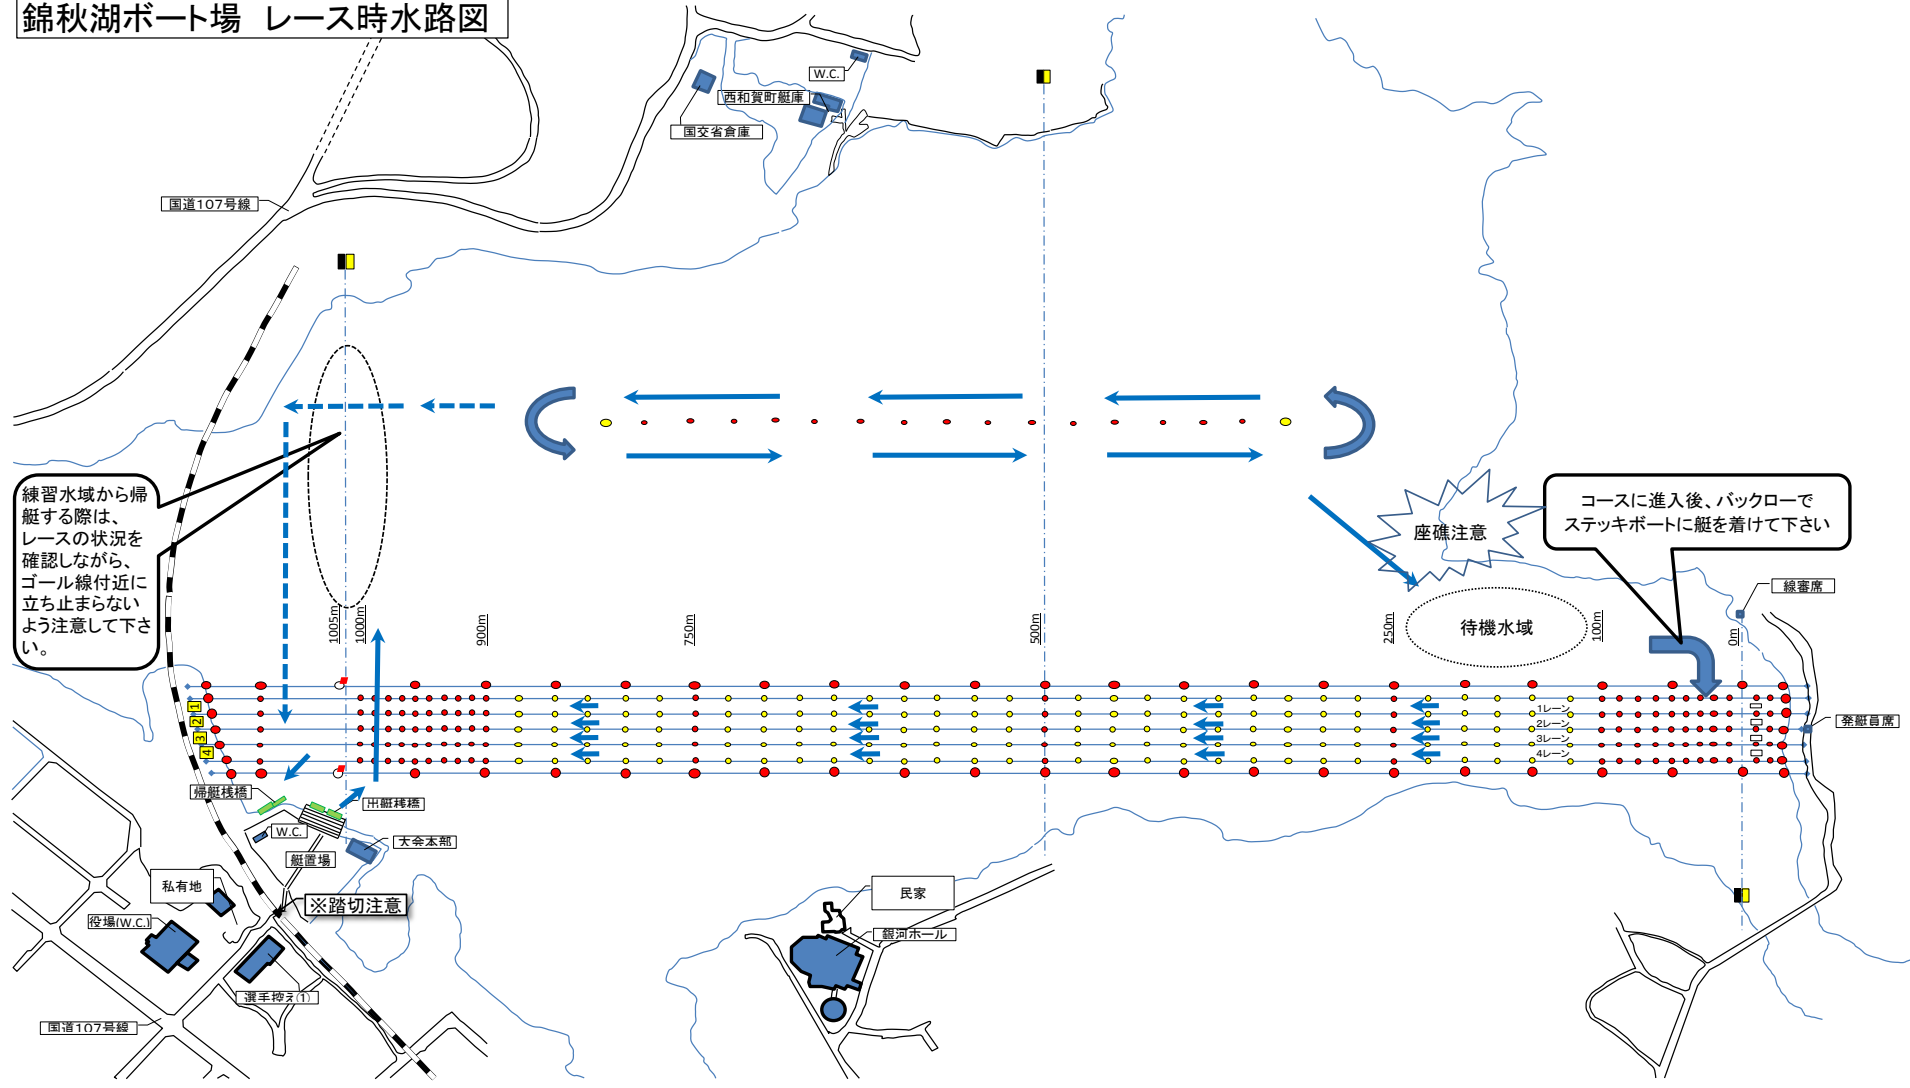 錦秋湖ボート場　レース時水路図
W.C.
西和賀町艇庫
国交省倉庫
国道107号線
練習水域から帰
艇する際は、
レースの状況を
確認しながら、
ゴール線付近に
立ち止まらない
よう注意して下さ
い。
座礁注意
コースに進入後、バックローで
ステッキボートに艇を着けて下さい
線審席
待機水域
1005m
1000m
900m
750m
500m
250m
100m
0m
1
2
3
4
1レーン
2レーン
3レーン
4レーン
発艇員席
帰艇桟橋
出艇桟橋
W.C.
大会本部
艇置場
私有地
※踏切注意
役場(W.C.)
選手控え(1)
国道107号線
民家
銀河ホール